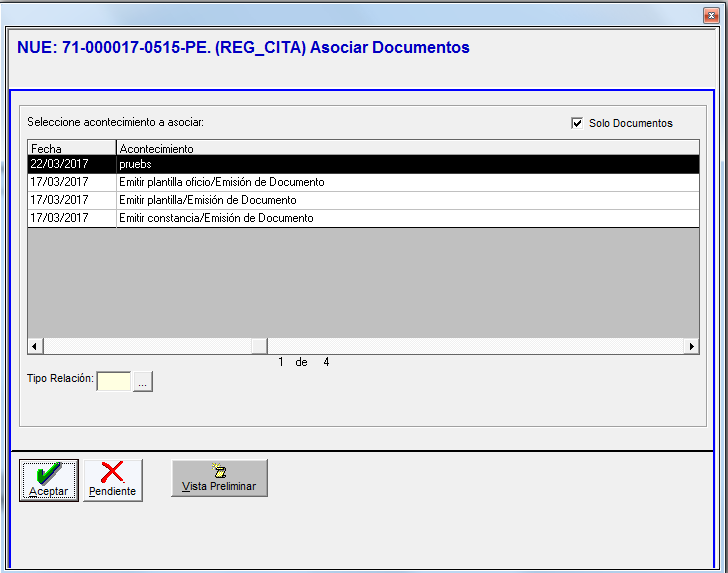 NUE: 71-000017-0515-PE. (REG_CITA) Asociar Documentos
Seleccione acontecimiento a asociar:
Solo Documentos
Fecha Acontecimiento
22/03/2017 pruebs
17/03/2017 Emitir plantilla oficio/Emisión de Documento
17/03/2017 Emitir plantilla/Emisión de Documento
17/03/2017 Emitir constancia/Emisión de Documento
1 de 4
Tipo Relación: ...
Aceptar Pendiente Vista Preliminar